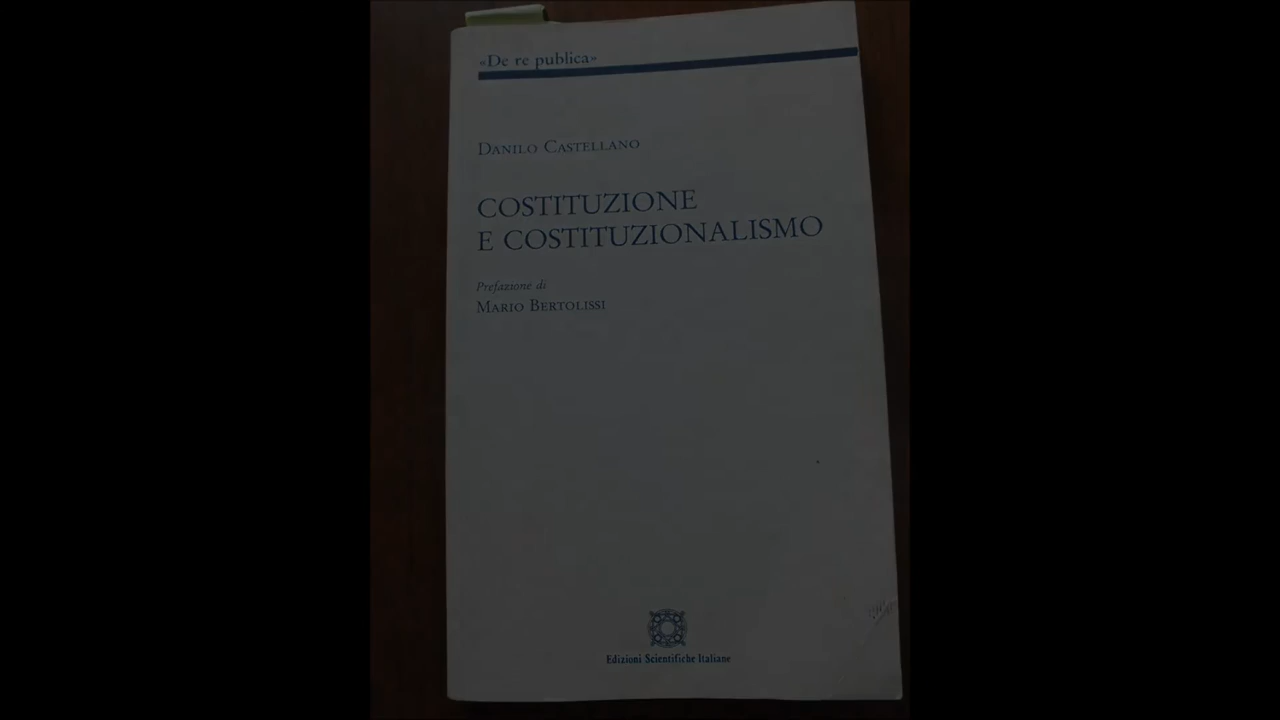 «De re publica»
Danilo Castellano
COSTITUZIONE
E COSTITUZIONALISMO
Prefazione di
Mario Bertolissi
Edizioni Scientifiche Italiane